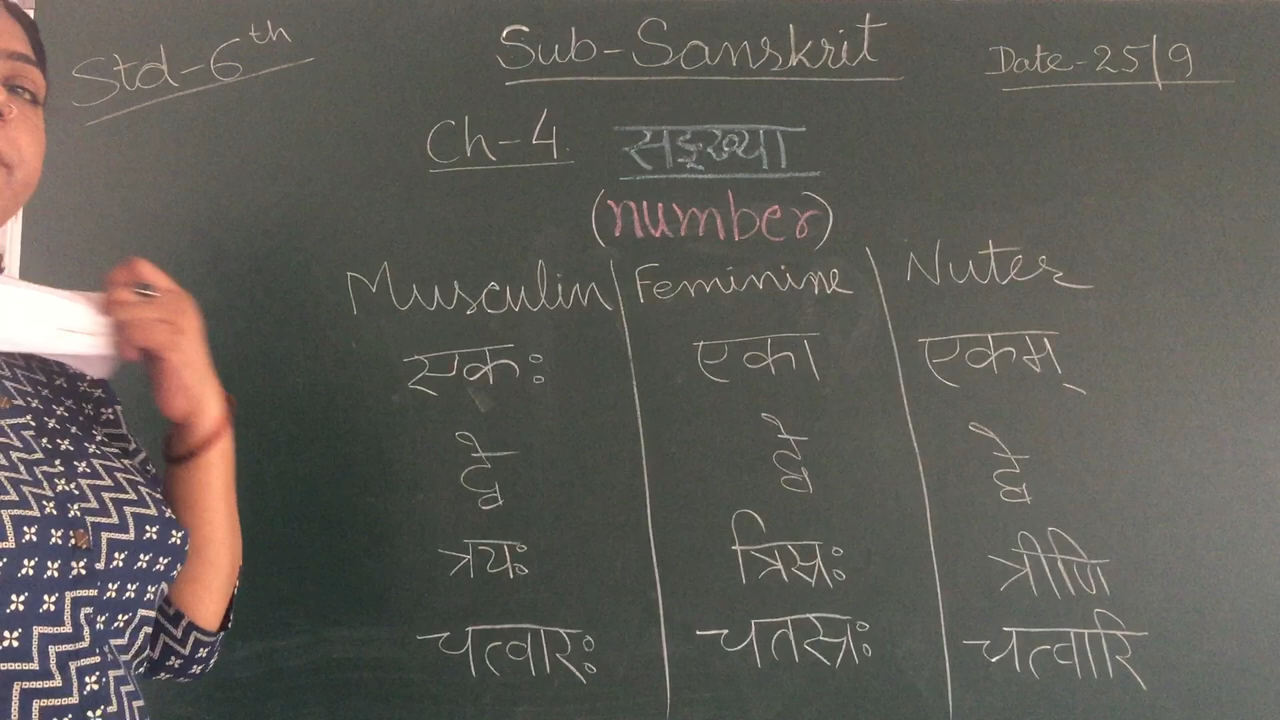 Std-6th
Sub-Sanskrit
Date-25/9
Ch-4 सङ्ख्या
(number)
Musculin Feminine Nuter
एकः एका एकम्
द्वे द्वे द्वे
त्रयः त्रिस्रः त्रीणि
चत्वारः चतस्रः चत्वारि